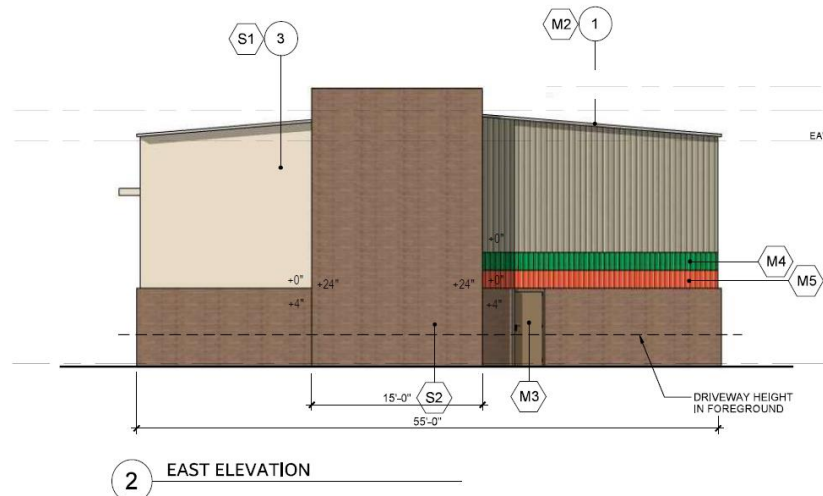 S1 3
M2 1
EA
+0"
M4
+0" +24" +24" +0"
M5
+4" +4"
DRIVEWAY HEIGHT
IN FOREGROUND
15'-0" S2 M3
55'-0"
2 EAST ELEVATION